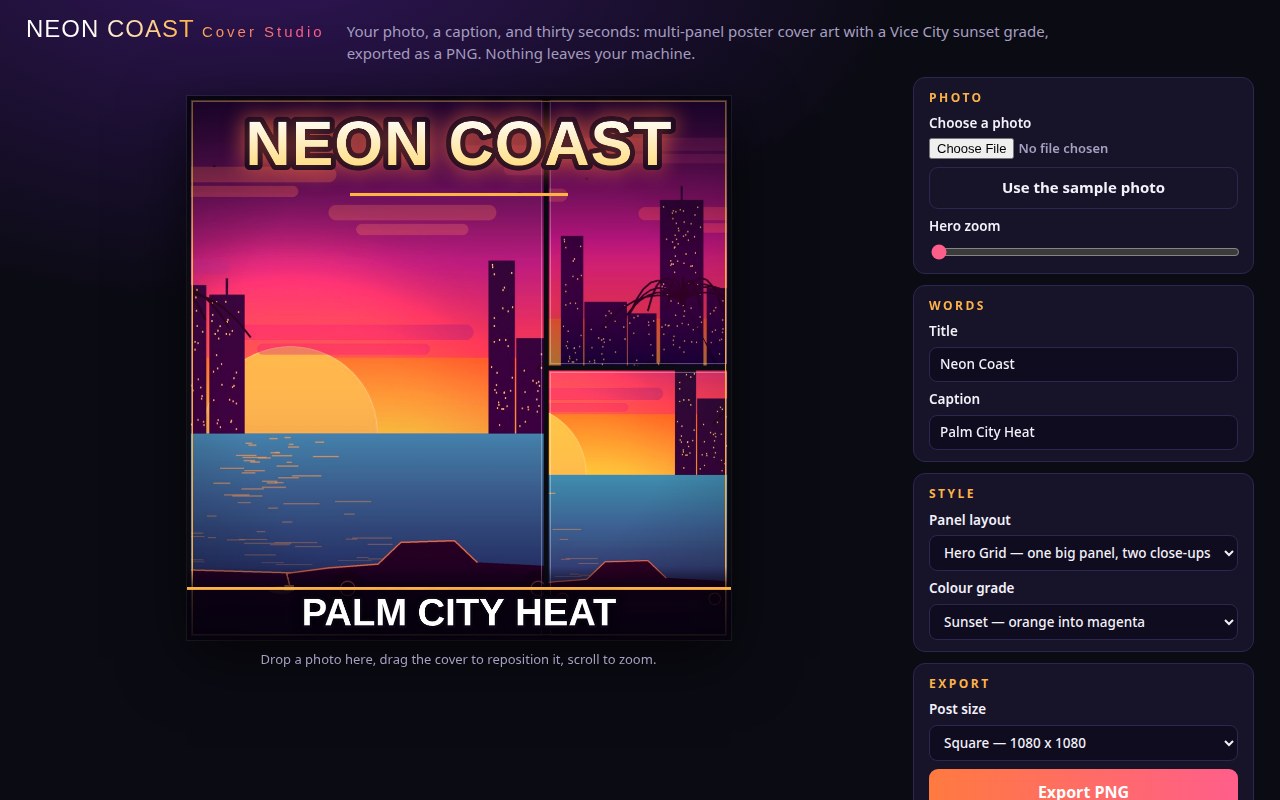 NEON COAST Cover Studio
Your photo, a caption, and thirty seconds: multi-panel poster cover art with a Vice City sunset grade,
exported as a PNG. Nothing leaves your machine.
NEON COAST
PALM CITY HEAT
Drop a photo here, drag the cover to reposition it, scroll to zoom.
PHOTO
Choose a photo
Choose File No file chosen
Use the sample photo
Hero zoom
WORDS
Title
Neon Coast
Caption
Palm City Heat
STYLE
Panel layout
Hero Grid — one big panel, two close-ups
Colour grade
Sunset — orange into magenta
EXPORT
Post size
Square — 1080 x 1080
Export PNG